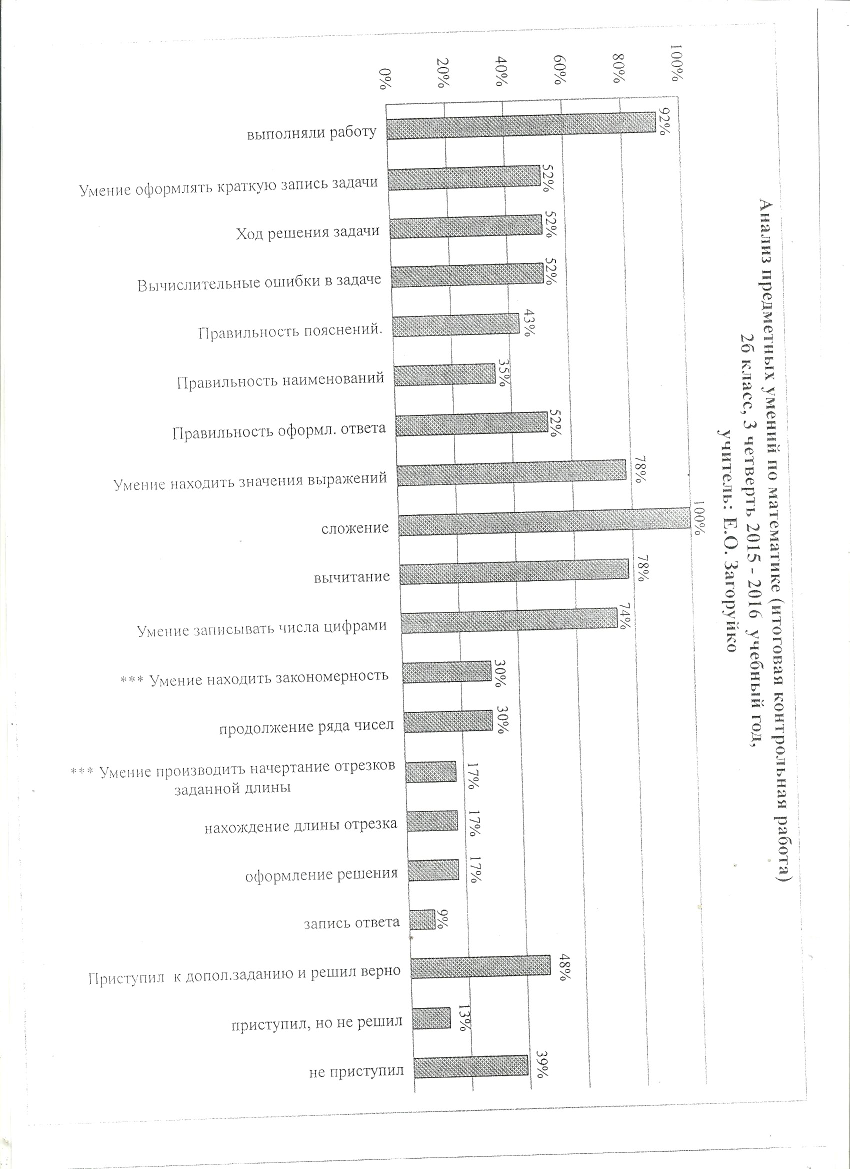 Анализ предметных умений по математике (итоговая контрольная работа)
2б класс, 3 четверть 2015 - 2016 учебный год,
учитель: Е.О. Загоруйко
100%
80%
60%
40%
20%
0%
92%
52%
52%
52%
43%
35%
52%
78%
100%
78%
74%
30%
30%
17%
17%
17%
9%
48%
13%
39%
выполняли работу
Умение оформлять краткую запись задачи
Ход решения задачи
Вычислительные ошибки в задаче
Правильность пояснений.
Правильность наименований
Правильность оформл. ответа
Умение находить значения выражений
сложение
вычитание
Умение записывать числа цифрами
*** Умение находить закономерность
продолжение ряда чисел
*** Умение производить начертание отрезков
заданной длины
нахождение длины отрезка
оформление решения
запись ответа
Приступил к допол.заданию и решил верно
приступил, но не решил
не приступил